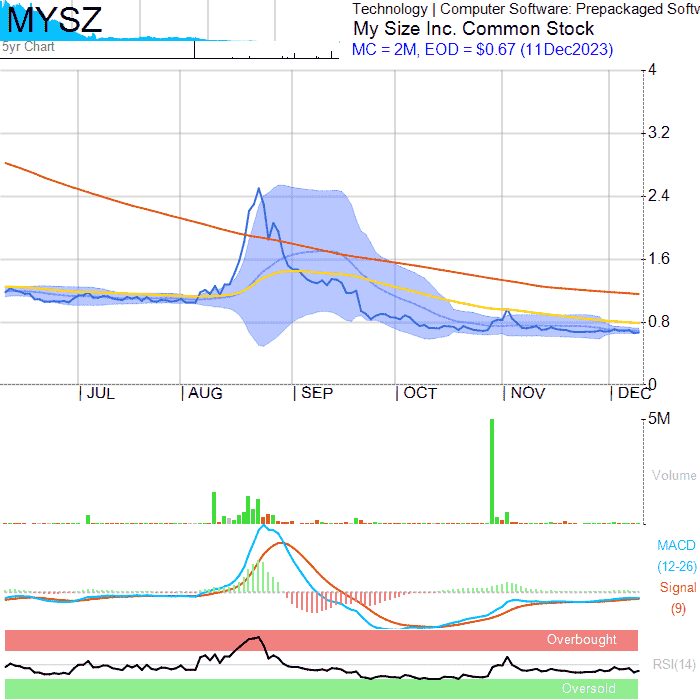 MYSZ
5yr Chart
Technology | Computer Software: Prepackaged Softw
My Size Inc. Common Stock
MC = 2M, EOD = $0.67 (11Dec2023)
4
3.2
2.4
1.6
0.8
0
JUL AUG SEP OCT NOV DEC
5M
Volume
MACD
(12-26)
Signal
(9)
Overbought
RSI(14)
Oversold